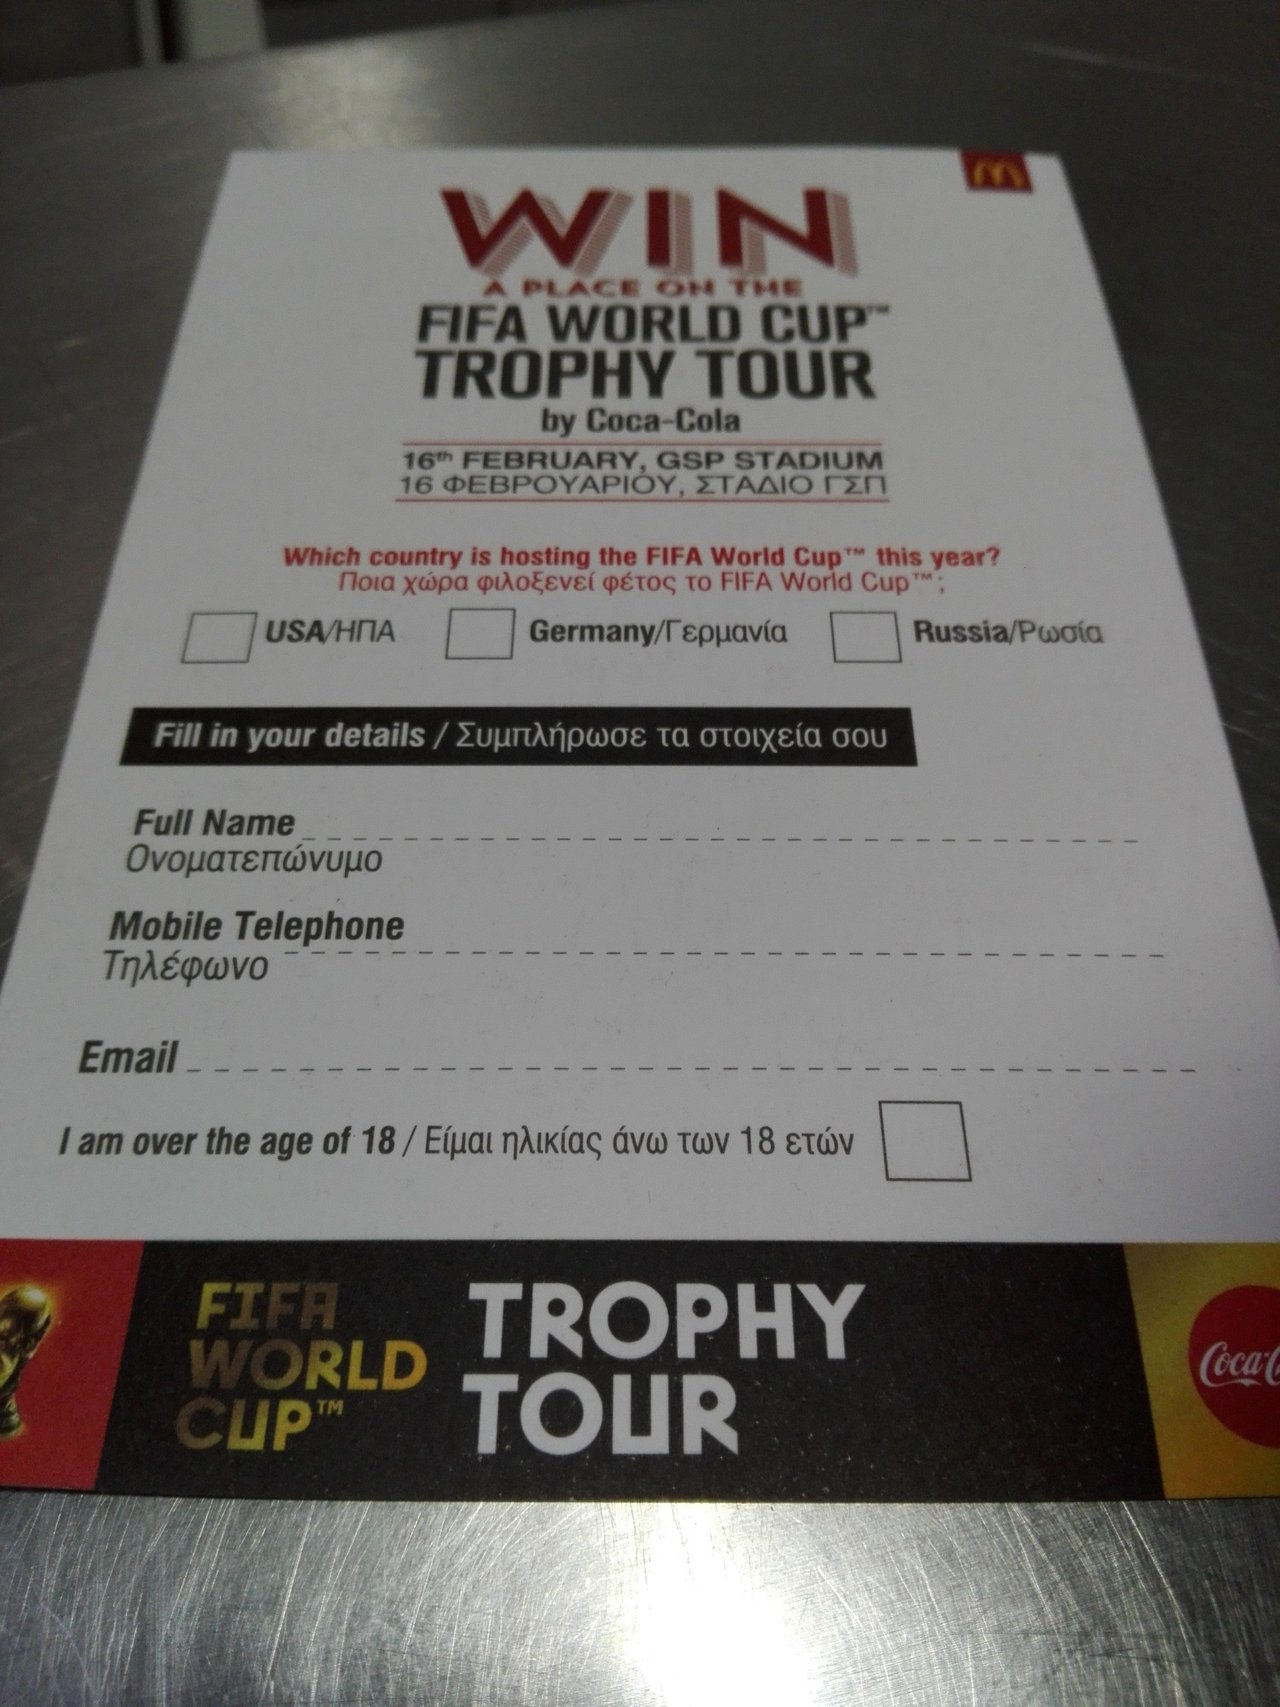 WIN
A PLACE ON THE
FIFA WORLD CUP™
TROPHY TOUR
by Coca-Cola
16th FEBRUARY, GSP STADIUM
16 ΦΕΒΡΟΥΑΡΙΟΥ, ΣΤΑΔΙΟ ΓΣΠ
Which country is hosting the FIFA World Cup™ this year?
Ποια χώρα φιλοξενεί φέτος το FIFA World Cup™;
USA/ΗΠΑ Germany/Γερμανία Russia/Ρωσία
Fill in your details / Συμπλήρωσε τα στοιχεία σου
Full Name
Ονοματεπώνυμο
Mobile Telephone
Τηλέφωνο
Email
I am over the age of 18 / Είμαι ηλικίας άνω των 18 ετών
FIFA
WORLD
CUP™
TROPHY
TOUR
Coca-C